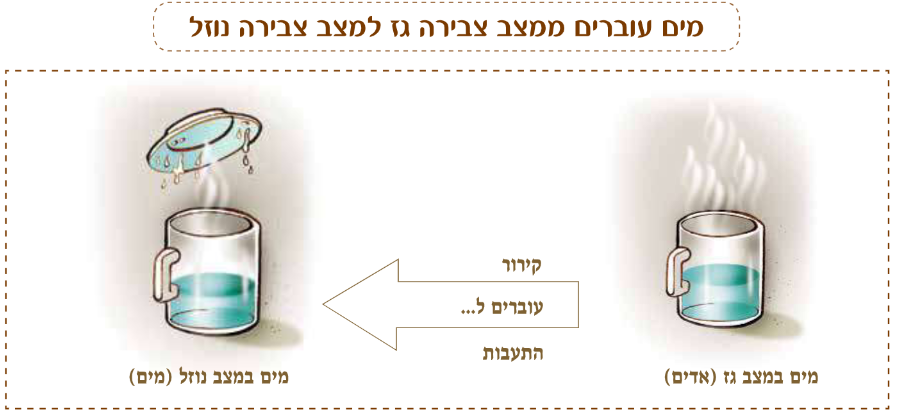 מים עוברים ממצב צבירה גז למצב צבירה נוזל
קירור
עוברים ל...
התעבות
מים במצב גז (אדים)
מים במצב נוזל (מים)